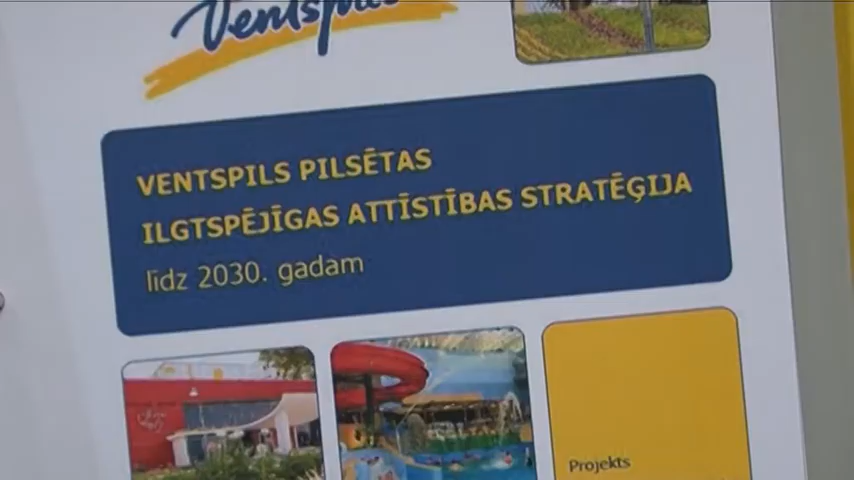 Ventspils
VENTSPILS PILSĒTAS
ILGTSPĒJĪGAS ATTĪSTĪBAS STRATĒĢIJA
līdz 2030. gadam
Projekts